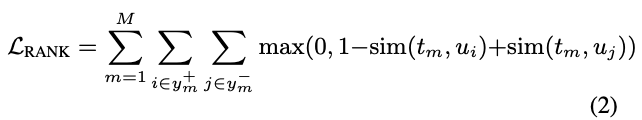 ℒ_RANK = ∑_{m=1}^{M} ∑_{i∈y_m^+} ∑_{j∈y_m^-} max(0, 1−sim(t_m, u_i)+sim(t_m, u_j))
(2)